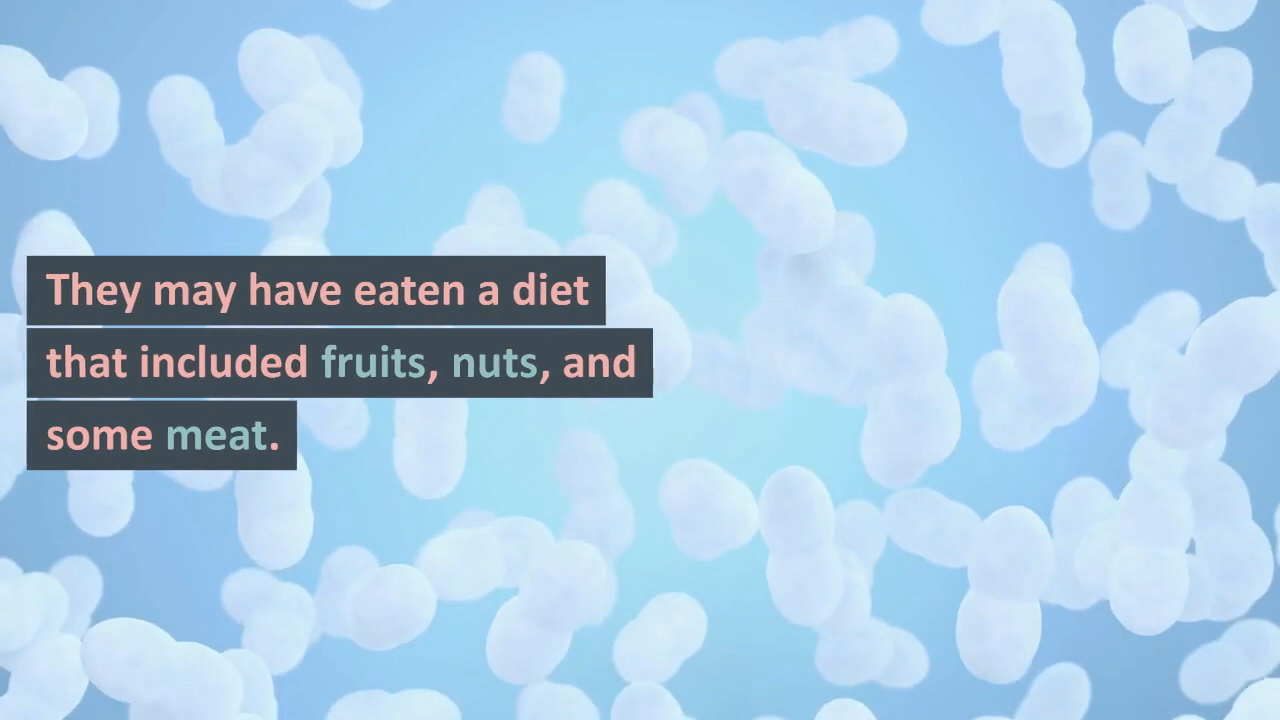 They may have eaten a diet
that included fruits, nuts, and
some meat.